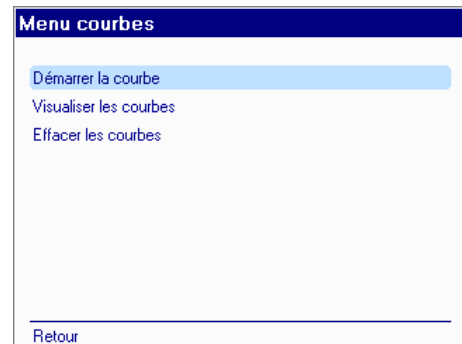 Menu courbes
Démarrer la courbe
Visualiser les courbes
Effacer les courbes
Retour